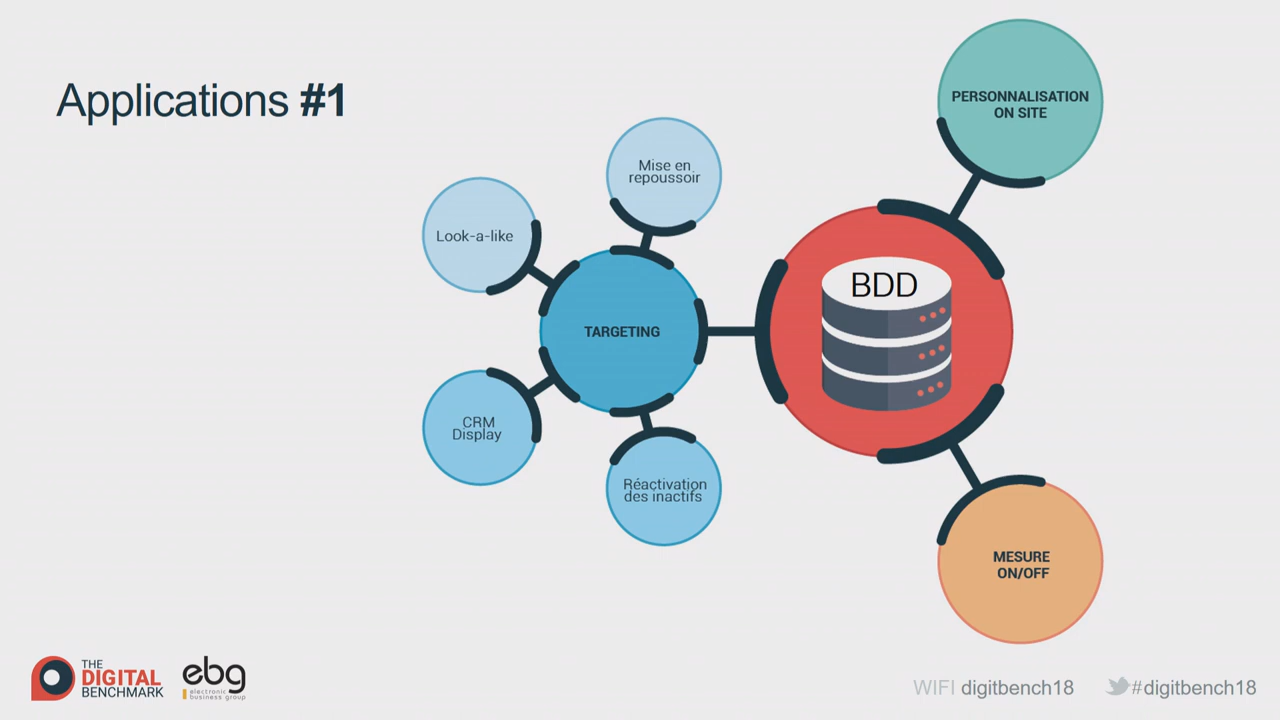 Applications #1
PERSONNALISATION
ON SITE
Mise en
repoussoir
Look-a-like
BDD
TARGETING
CRM
Display
Réactivation
des inactifs
MESURE
ON/OFF
THE
DIGITAL
BENCHMARK
ebg
electronic
business group
WIFI digitbench18
#digitbench18